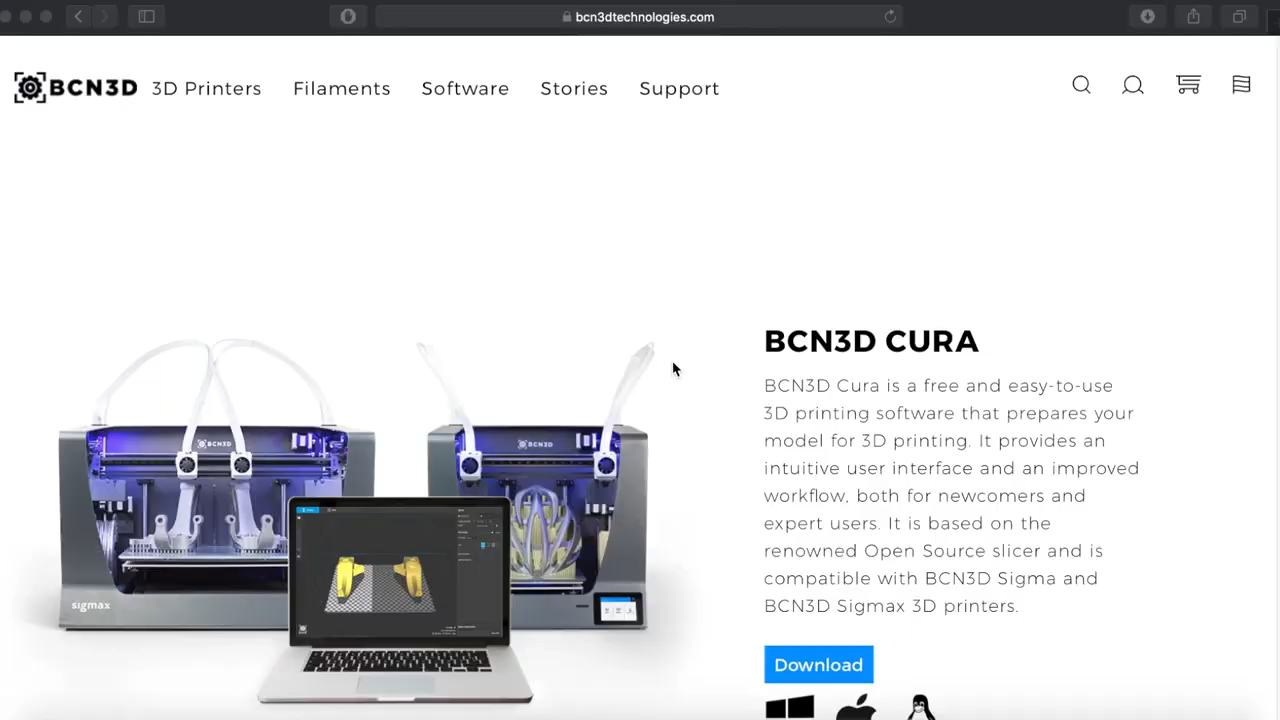 bcn3dtechnologies.com
BCN3D
3D Printers
Filaments
Software
Stories
Support
BCN3D CURA
BCN3D Cura is a free and easy-to-use
3D printing software that prepares your
model for 3D printing. It provides an
intuitive user interface and an improved
workflow, both for newcomers and
expert users. It is based on the
renowned Open Source slicer and is
compatible with BCN3D Sigma and
BCN3D Sigmax 3D printers.
Download
BCN3D
BCN3D
sigmax